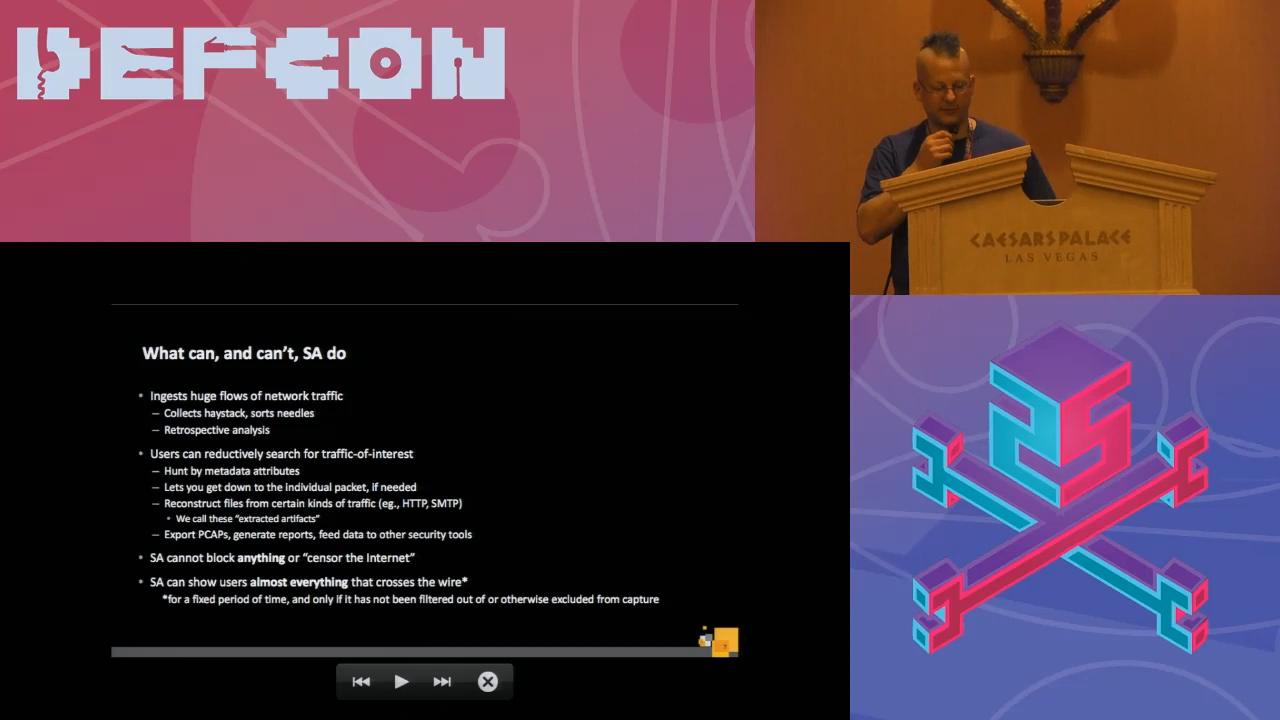 DEFCON
CAESARS PALACE
LAS VEGAS
What can, and can't, SA do
• Ingests huge flows of network traffic
– Collects haystack, sorts needles
– Retrospective analysis
• Users can reductively search for traffic-of-interest
– Hunt by metadata attributes
– Lets you get down to the individual packet, if needed
– Reconstruct files from certain kinds of traffic (eg., HTTP, SMTP)
• We call these "extracted artifacts"
– Export PCAPs, generate reports, feed data to other security tools
• SA cannot block anything or "censor the Internet"
• SA can show users almost everything that crosses the wire*
*for a fixed period of time, and only if it has not been filtered out of or otherwise excluded from capture
25